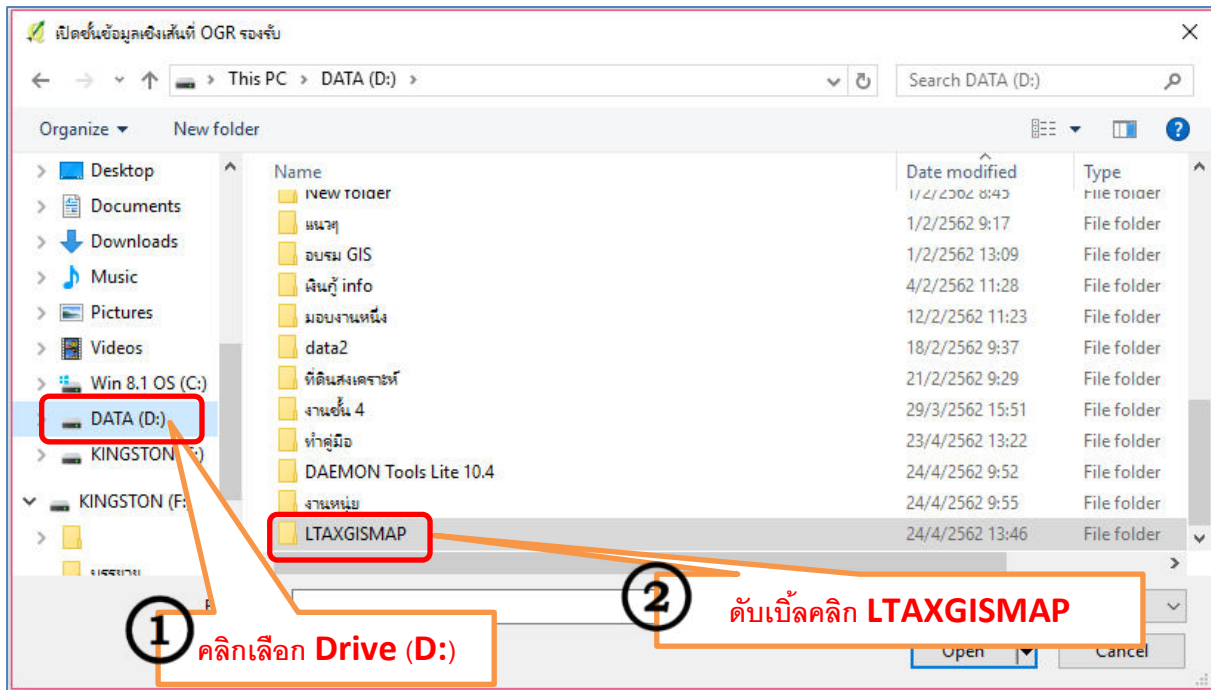 เปิดชั้นข้อมูลเชิงเส้นที่ OGR รองรับ
This PC > DATA (D:) >
Search DATA (D:)
Organize
New folder
Name Date modified Type
Desktop
Documents
Downloads
Music
Pictures
Videos
Win 8.1 OS (C:)
DATA (D:)
KINGSTON
KINGSTON (F:)
บรรยาย
New folder 1/2/2562 8:45 File folder
แนวๆ 1/2/2562 9:17 File folder
อบรม GIS 1/2/2562 13:09 File folder
เงินกู้ info 4/2/2562 11:28 File folder
มอบงานหนึ่ง 12/2/2562 11:23 File folder
data2 18/2/2562 9:37 File folder
ที่ดินสงเคราะห์ 21/2/2562 9:29 File folder
งานชั้น 4 29/3/2562 15:51 File folder
ทำคู่มือ 23/4/2562 13:22 File folder
DAEMON Tools Lite 10.4 24/4/2562 9:52 File folder
งานหนุ่ย 24/4/2562 9:55 File folder
LTAXGISMAP 24/4/2562 13:46 File folder
1 คลิกเลือก Drive (D:)
2 ดับเบิ้ลคลิก LTAXGISMAP
Open
Cancel